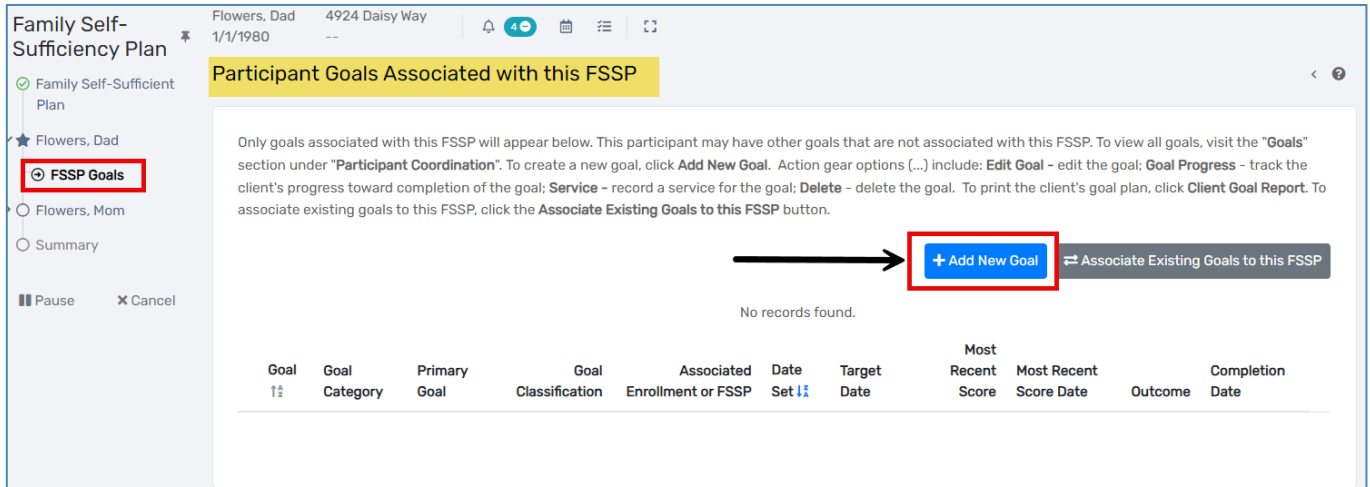 Family Self-
Sufficiency Plan
Family Self-Sufficient
Plan
Flowers, Dad
FSSP Goals
Flowers, Mom
Summary
Pause
Cancel
Flowers, Dad
1/1/1980
4924 Daisy Way
--
4
Participant Goals Associated with this FSSP
Only goals associated with this FSSP will appear below. This participant may have other goals that are not associated with this FSSP. To view all goals, visit the "Goals"
section under "Participant Coordination". To create a new goal, click Add New Goal. Action gear options (...) include: Edit Goal – edit the goal; Goal Progress - track the
client's progress toward completion of the goal; Service – record a service for the goal; Delete - delete the goal. To print the client's goal plan, click Client Goal Report. To
associate existing goals to this FSSP, click the Associate Existing Goals to this FSSP button.
+ Add New Goal
Associate Existing Goals to this FSSP
No records found.
Goal
Goal
Category
Primary
Goal
Goal
Classification
Associated
Enrollment or FSSP
Date
Set
Target
Date
Most
Recent
Score
Most Recent
Score Date
Outcome
Completion
Date